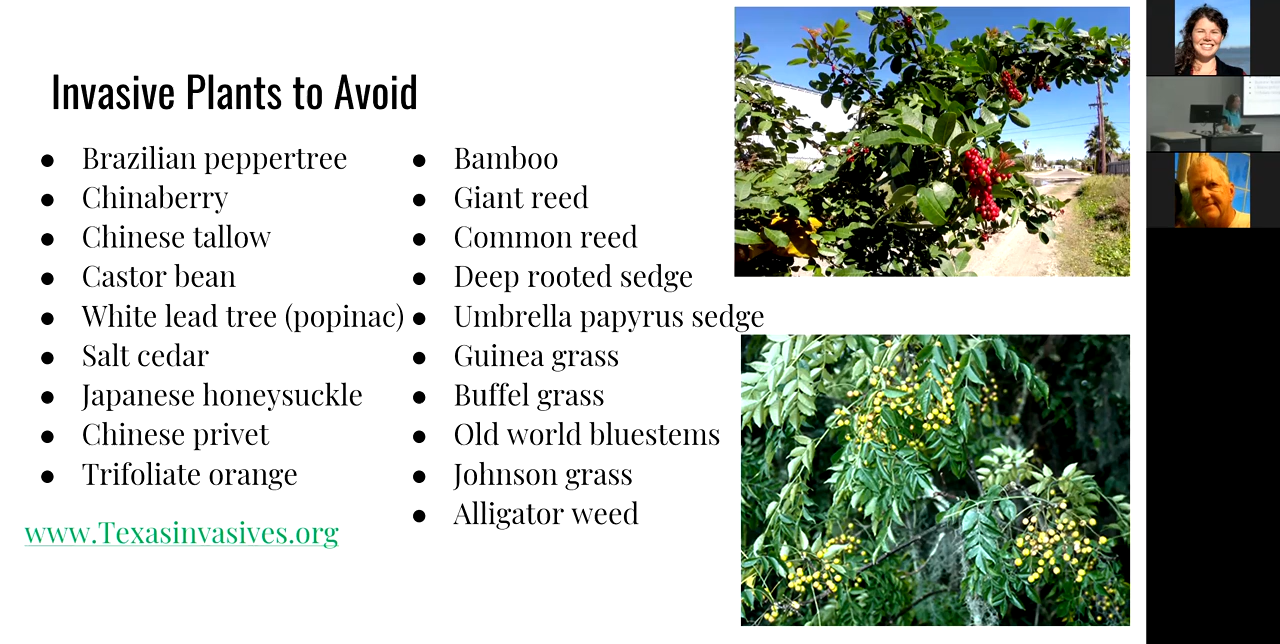 Invasive Plants to Avoid
Brazilian peppertree
Chinaberry
Chinese tallow
Castor bean
White lead tree (popinac)
Salt cedar
Japanese honeysuckle
Chinese privet
Trifoliate orange
www.Texasinvasives.org
Bamboo
Giant reed
Common reed
Deep rooted sedge
Umbrella papyrus sedge
Guinea grass
Buffel grass
Old world bluestems
Johnson grass
Alligator weed